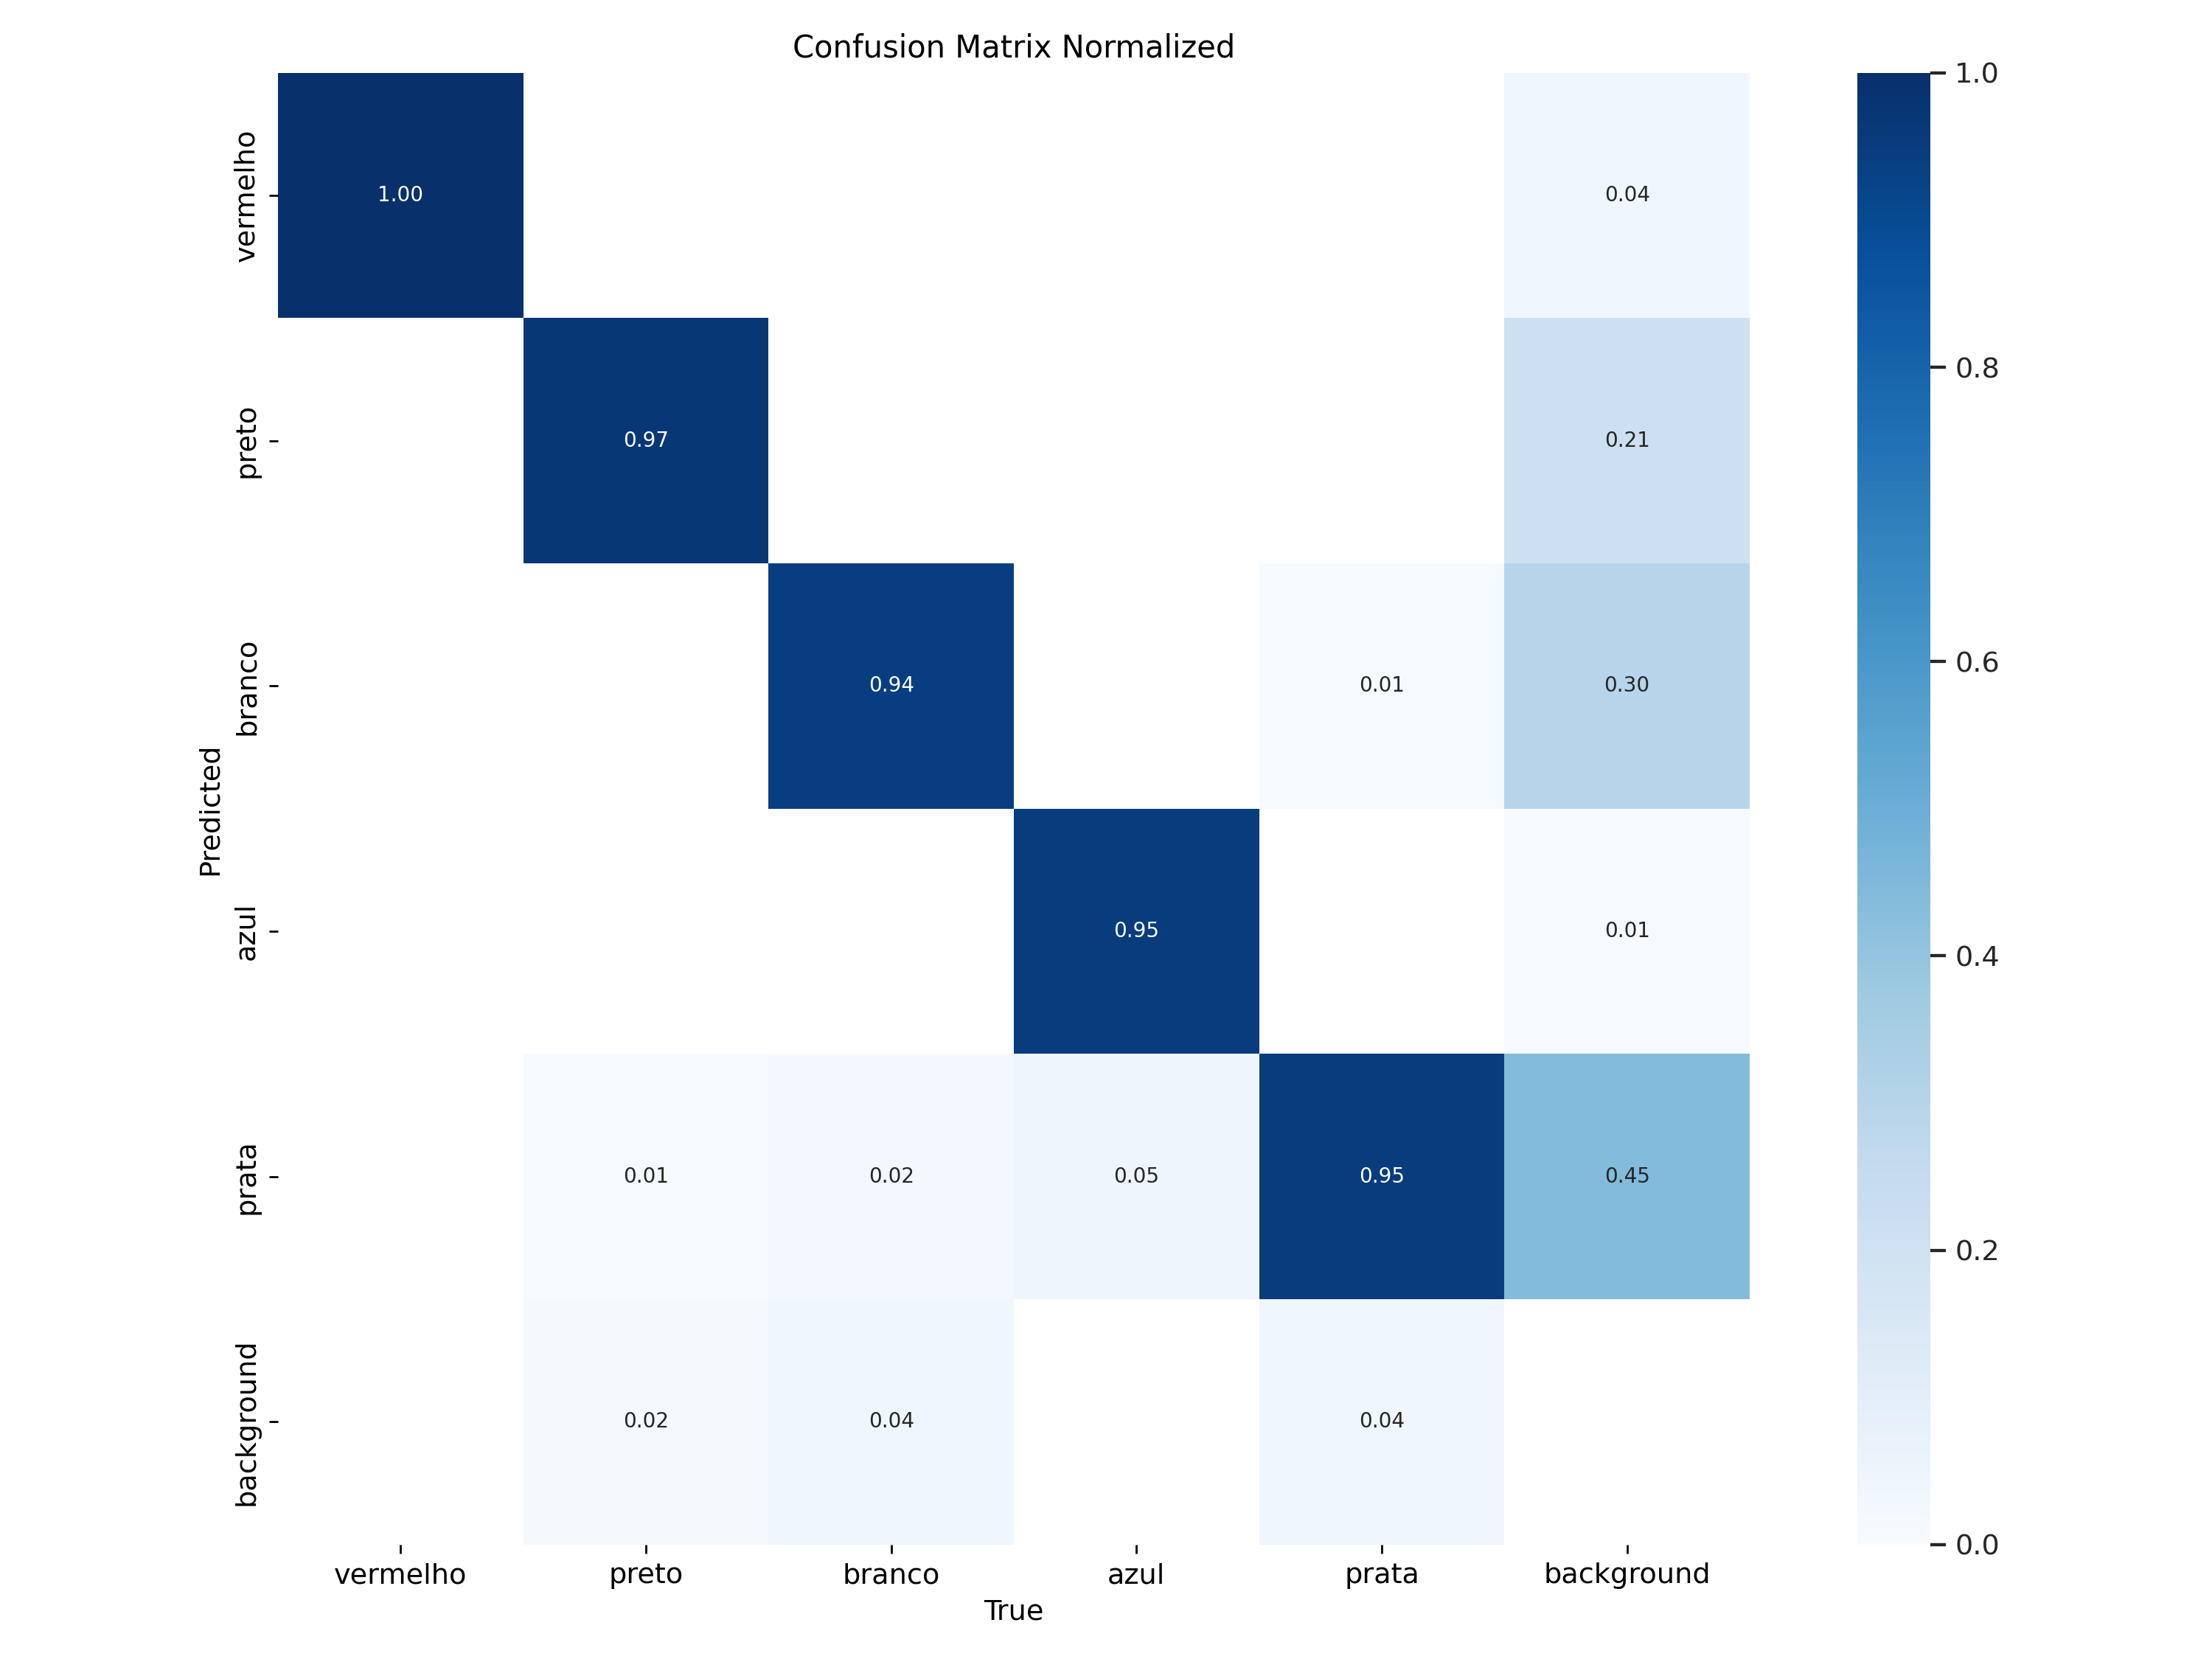 Confusion Matrix Normalized
vermelho
1.00
0.04
preto
0.97
0.21
branco
0.94
0.01
0.30
azul
0.95
0.01
prata
0.01
0.02
0.05
0.95
0.45
background
0.02
0.04
0.04
Predicted
vermelho
preto
branco
azul
prata
background
True
1.0
0.8
0.6
0.4
0.2
0.0